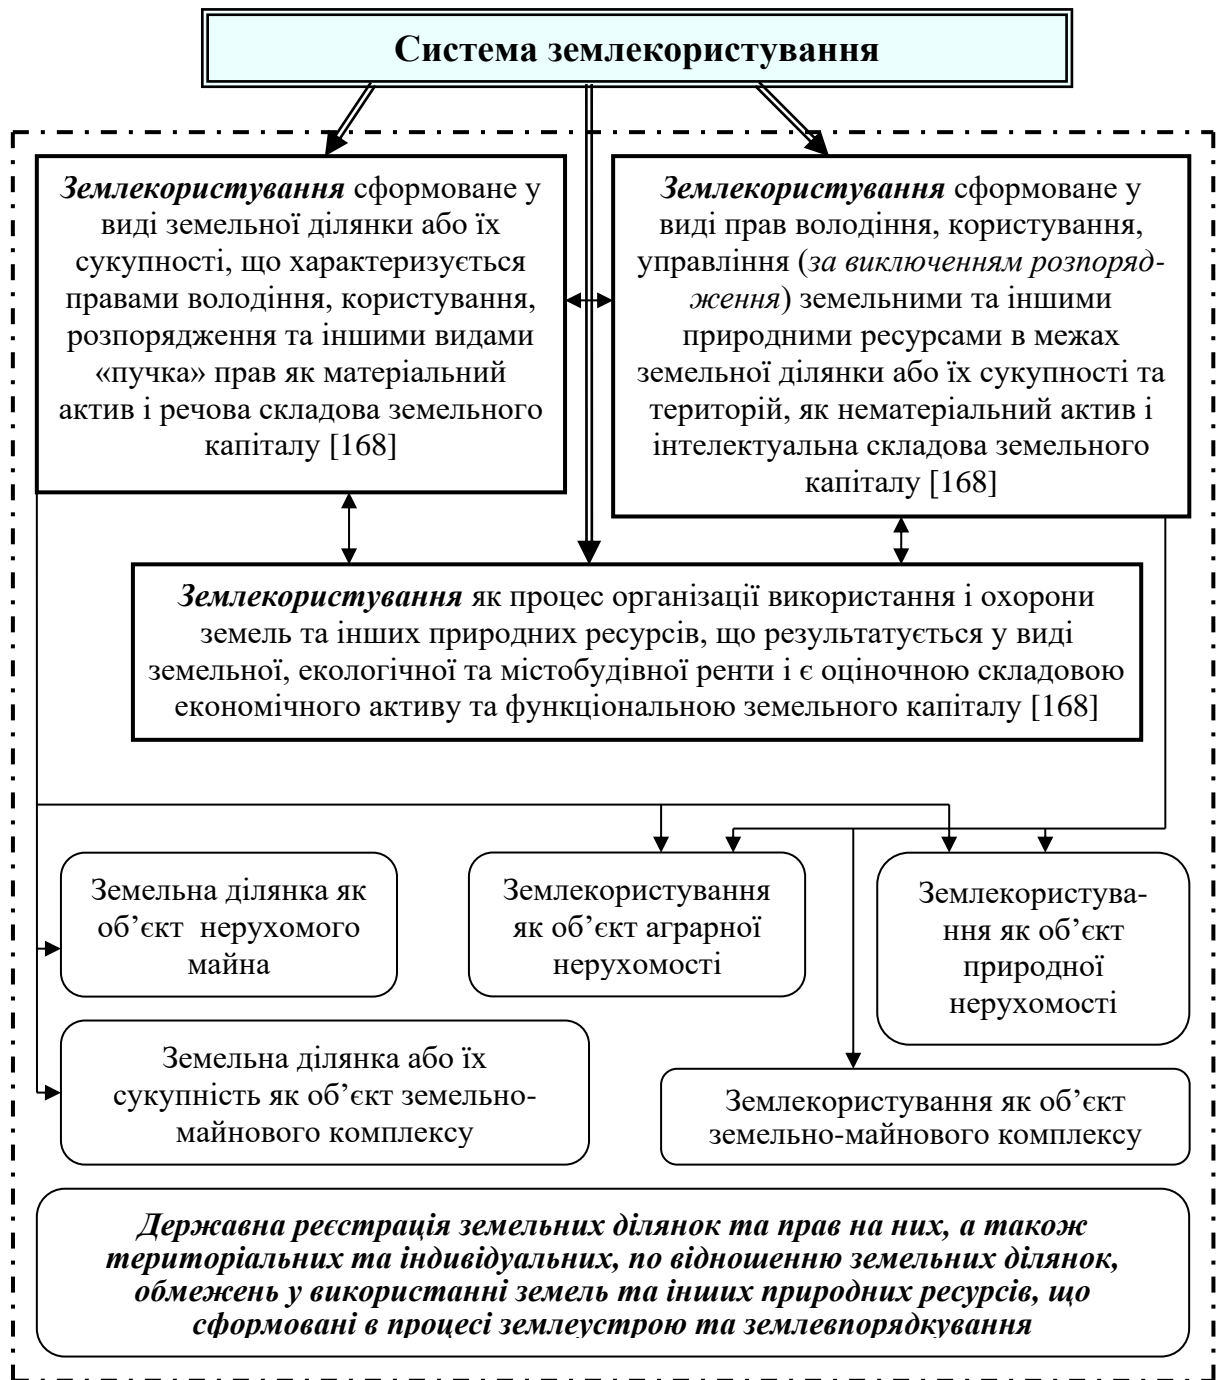 Система землекористування
Землекористування сформоване у
виді земельної ділянки або їх
сукупності, що характеризується
правами володіння, користування,
розпорядження та іншими видами
«пучка» прав як матеріальний
актив і речова складова земельного
капіталу [168]
Землекористування сформоване у
виді прав володіння, користування,
управління (за виключенням розпоряд-
ження) земельними та іншими
природними ресурсами в межах
земельної ділянки або їх сукупності та
територій, як нематеріальний актив і
інтелектуальна складова земельного
капіталу [168]
Землекористування як процес організації використання і охорони
земель та інших природних ресурсів, що результатується у виді
земельної, екологічної та містобудівної ренти і є оціночною складовою
економічного активу та функціональною земельного капіталу [168]
Земельна ділянка як
об’єкт нерухомого
майна
Землекористування
як об’єкт аграрної
нерухомості
Землекористува-
ння як об’єкт
природної
нерухомості
Земельна ділянка або їх
сукупність як об’єкт земельно-
майнового комплексу
Землекористування як об’єкт
земельно-майнового комплексу
Державна реєстрація земельних ділянок та прав на них, а також
територіальних та індивідуальних, по відношенню земельних ділянок,
обмежень у використанні земель та інших природних ресурсів, що
сформовані в процесі землеустрою та землевпорядкування